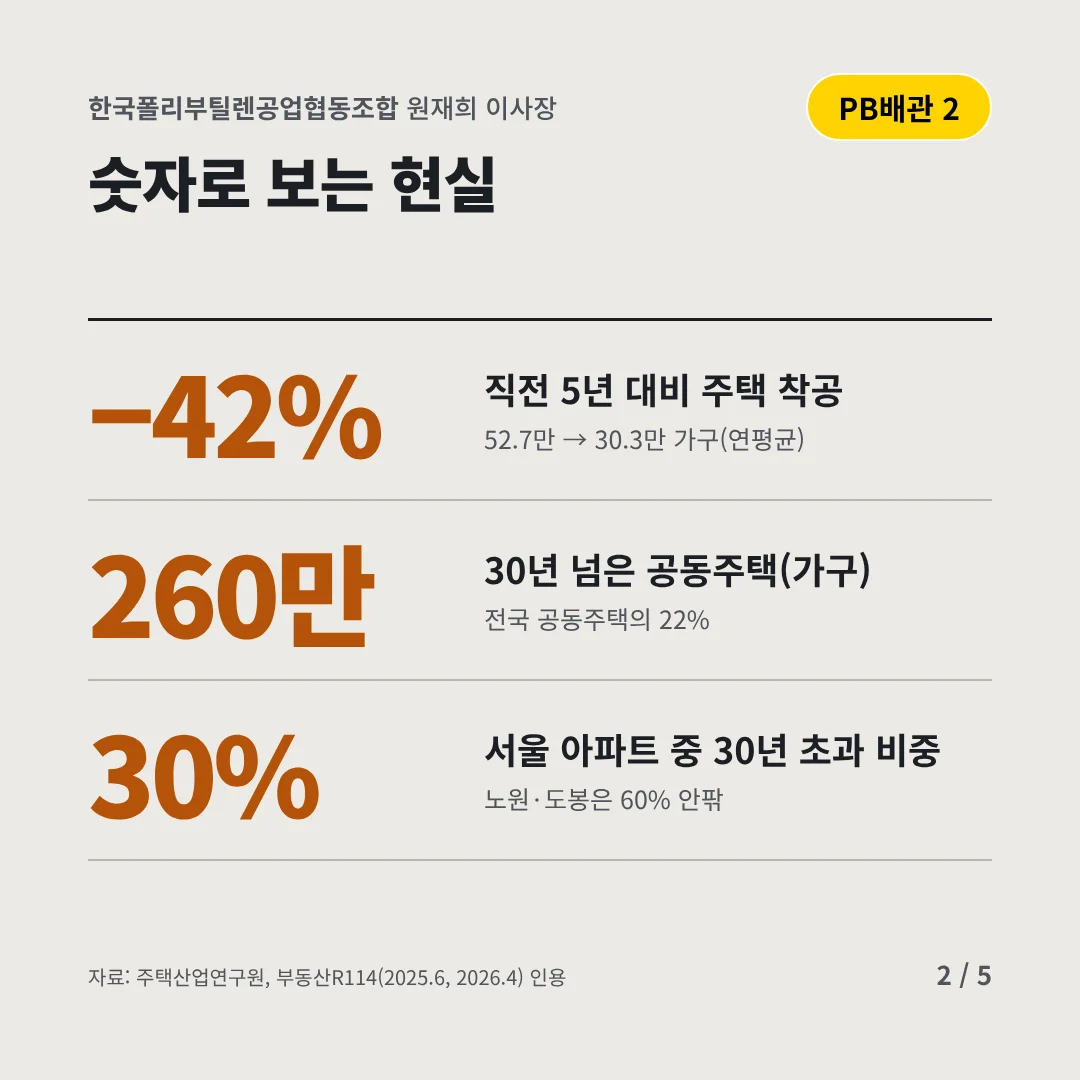 한국폴리부틸렌공업협동조합 원재희 이사장
PB배관 2
숫자로 보는 현실
–42%
직전 5년 대비 주택 착공
52.7만 → 30.3만 가구(연평균)
260만
30년 넘은 공동주택(가구)
전국 공동주택의 22%
30%
서울 아파트 중 30년 초과 비중
노원·도봉은 60% 안팎
자료: 주택산업연구원, 부동산R114(2025.6, 2026.4) 인용
2 / 5